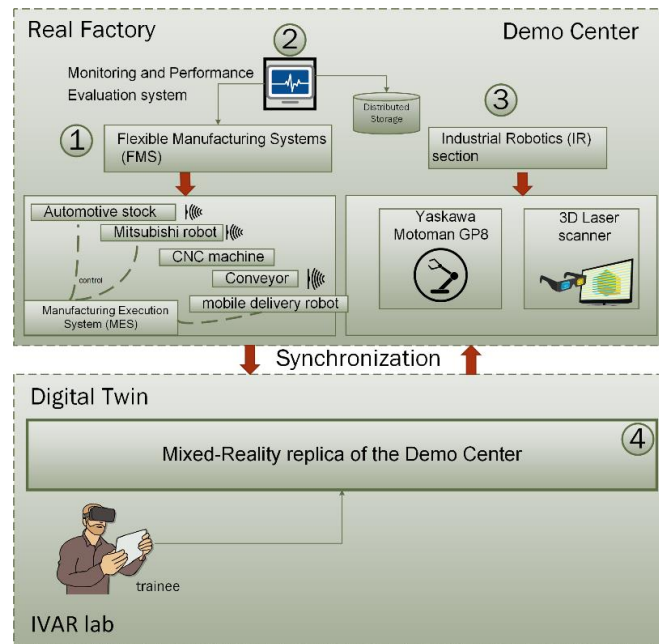 Real Factory
Demo Center
2
Monitoring and Performance
Evaluation system
Distributed
Storage
3
1
Flexible Manufacturing Systems
(FMS)
Industrial Robotics (IR)
section
Automotive stock
Mitsubishi robot
CNC machine
Conveyor
mobile delivery robot
control
Manufacturing Execution
System (MES)
Yaskawa
Motoman GP8
3D Laser
scanner
Synchronization
Digital Twin
4
Mixed-Reality replica of the Demo Center
trainee
IVAR lab